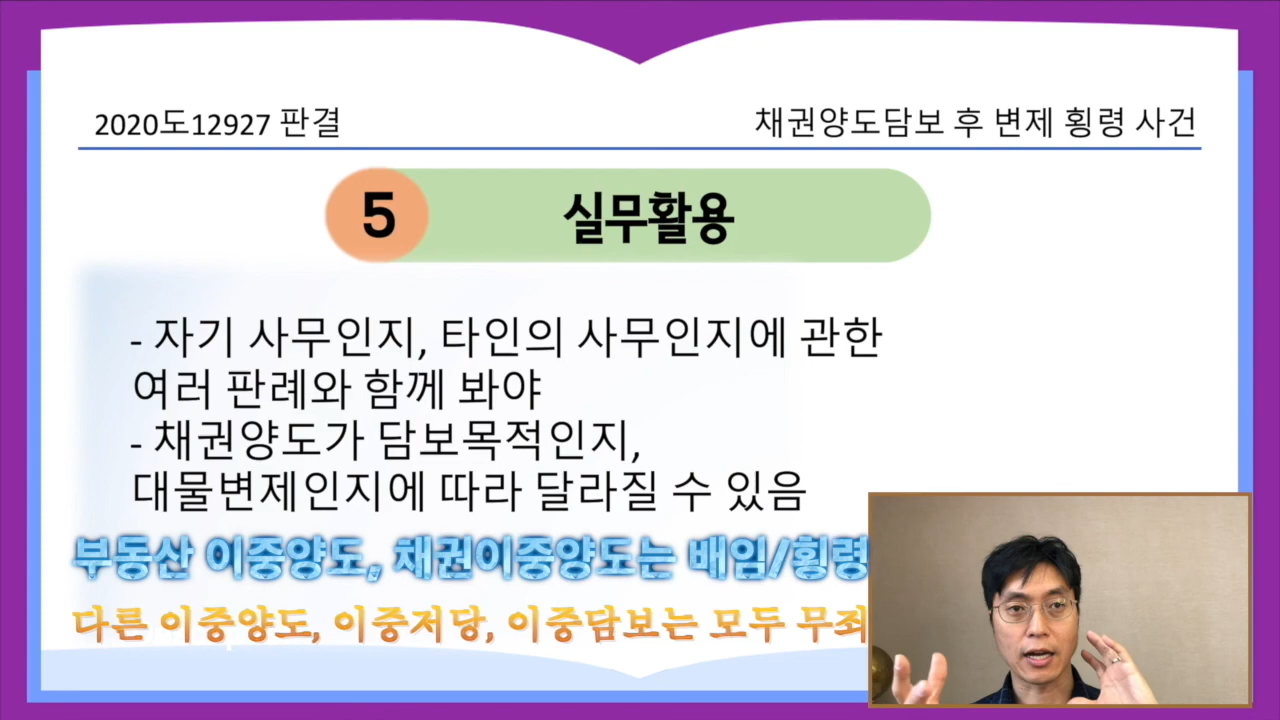 2020도12927 판결
채권양도담보 후 변제 횡령 사건
5
실무활용
- 자기 사무인지, 타인의 사무인지에 관한
여러 판례와 함께 봐야
- 채권양도가 담보목적인지,
대물변제인지에 따라 달라질 수 있음
부동산 이중양도, 채권이중양도는 배임/횡령
다른 이중양도, 이중저당, 이중담보는 모두 무죄